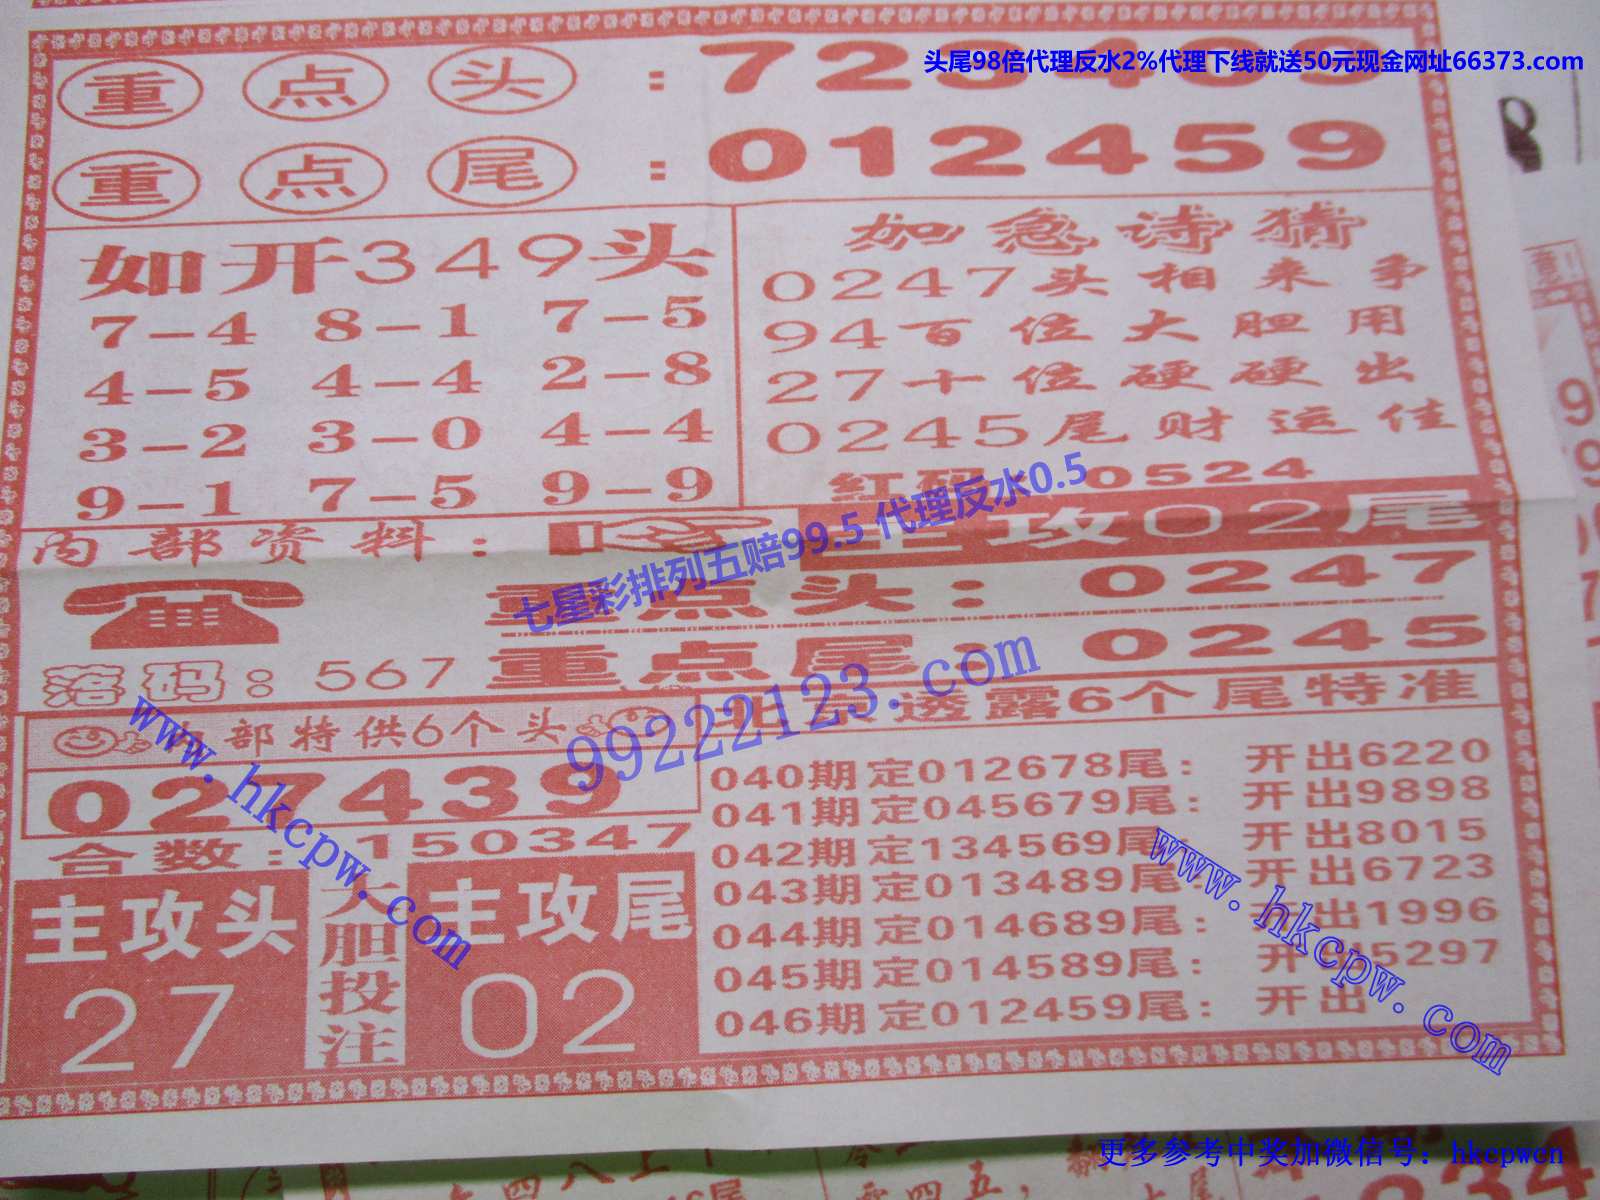 头尾98倍代理反水2%代理下线就送50元现金网址66373.com
重点头：723403
重点尾：012459
如开349头
7-4 8-1 7-5
4-5 4-4 2-8
3-2 3-0 4-4
9-1 7-5 9-9
加急诗猜
0247头相来争
94百位大胆用
27十位硬硬出
0245尾财运佳
红码 0524
七星彩排列五赔99.5 代理反水0.5
内部资料：
主攻02尾
重点头：0247
重点尾：0245
落码：567
99222123.com
内部特供6个头
027439
合数：150347
主攻头
27
大胆投注
主攻尾
02
透露6个尾特准
040期定012678尾：开出6220
041期定045679尾：开出9898
042期定134569尾：开出8015
043期定013489尾：开出6723
044期定014689尾：开出1996
045期定014589尾：开出5297
046期定012459尾：开出
www.hkcpw.com
www.hkcpw.com
更多参考中奖加微信号：hkcpwcn
四八上